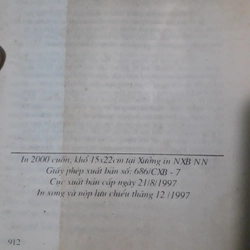 In 2000 cuốn, khổ 15x22cm tại Xưởng in NXB NN
Giấy phép xuất bản số: 686/CXB - 7
Cục xuất bản cấp ngày 21/8/1997
In xong và nộp lưu chiểu tháng 12 /1997
912